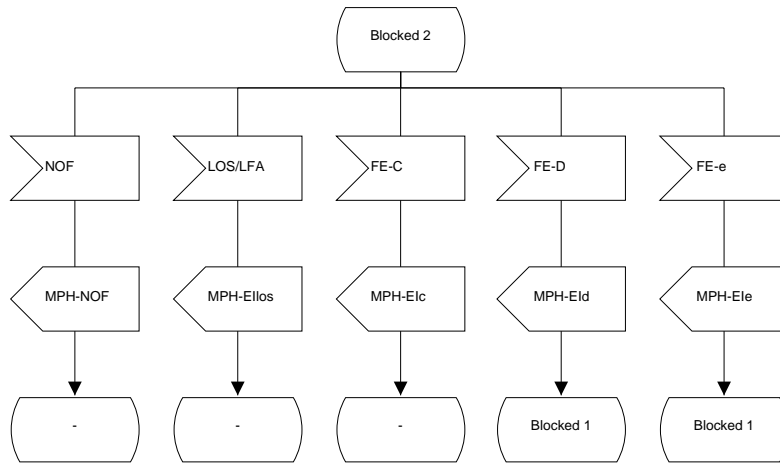 Blocked 2
NOF
LOS/LFA
FE-C
FE-D
FE-e
MPH-NOF
MPH-EIlos
MPH-EIc
MPH-EId
MPH-EIe
-
-
-
Blocked 1
Blocked 1